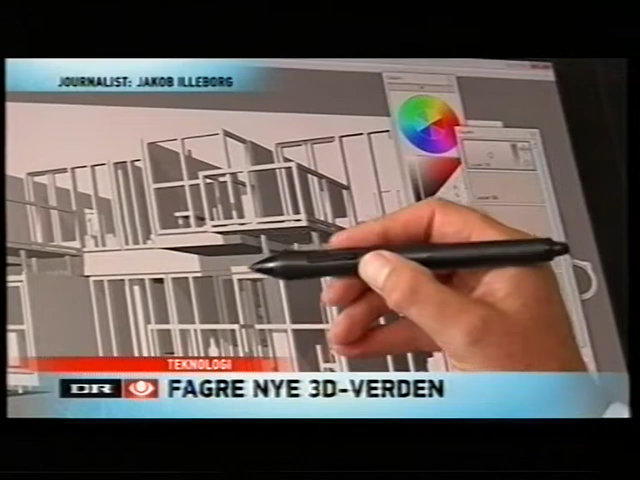 JOURNALIST: JAKOB ILLEBORG
TEKNOLOGI
DR FAGRE NYE 3D-VERDEN